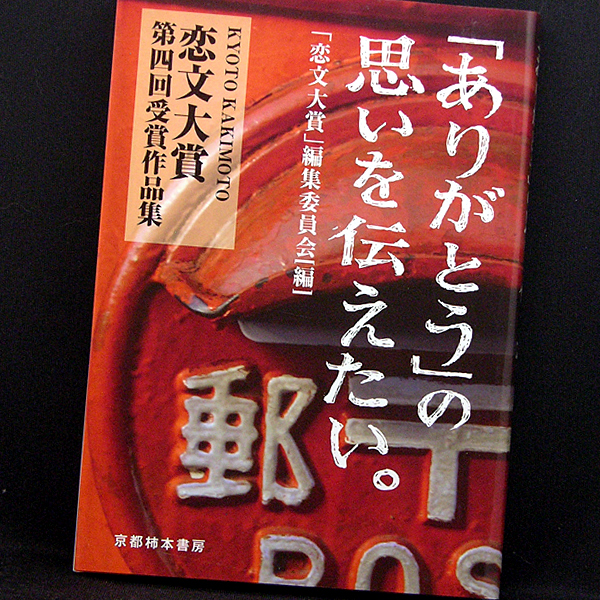 「ありがとう」の
思いを伝えたい。
「恋文大賞」編集委員会[編]
KYOTO KAKIMOTO
恋文大賞
第四回受賞作品集
郵
〒
POS
京都柿本書房